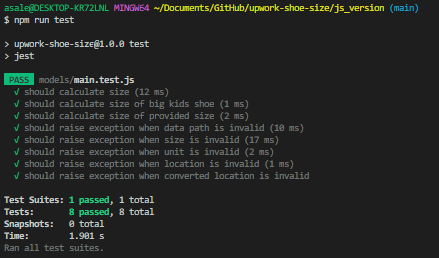 asale@DESKTOP-KR72LNL MINGW64 ~/Documents/GitHub/upwork-shoe-size/js_version (main)
$ npm run test
> upwork-shoe-size@1.0.0 test
> jest
PASS models/main.test.js
√ should calculate size (12 ms)
√ should calculate size of big kids shoe (1 ms)
√ should calculate size of provided size (2 ms)
√ should raise exception when data path is invalid (10 ms)
√ should raise exception when size is invalid (17 ms)
√ should raise exception when unit is invalid (2 ms)
√ should raise exception when location is invalid (1 ms)
√ should raise exception when converted location is invalid
Test Suites: 1 passed, 1 total
Tests: 8 passed, 8 total
Snapshots: 0 total
Time: 1.901 s
Ran all test suites.